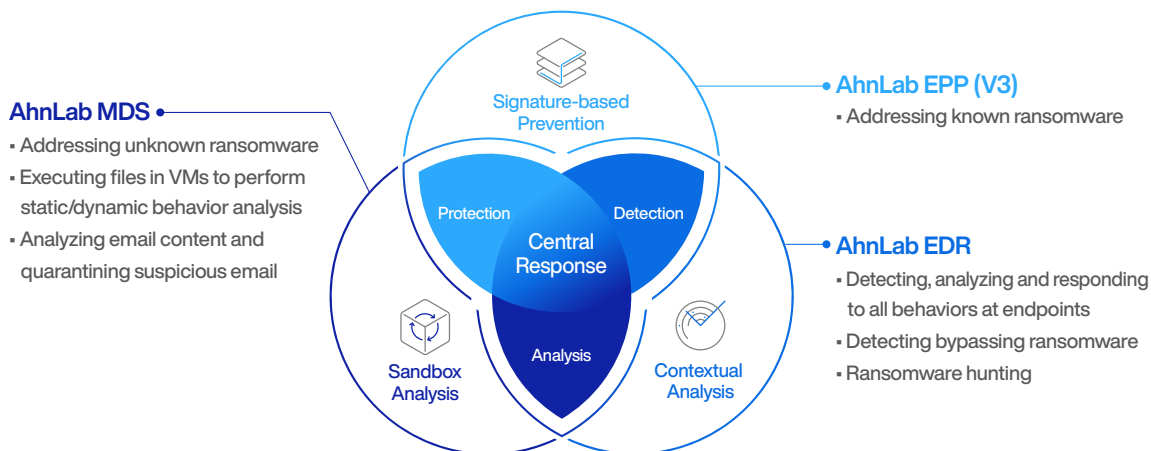 AhnLab MDS
▪ Addressing unknown ransomware
▪ Executing files in VMs to perform
static/dynamic behavior analysis
▪ Analyzing email content and
quarantining suspicious email
Signature-based
Prevention
Protection
Detection
Central
Response
Analysis
Sandbox
Analysis
Contextual
Analysis
AhnLab EPP (V3)
▪ Addressing known ransomware
AhnLab EDR
▪ Detecting, analyzing and responding
to all behaviors at endpoints
▪ Detecting bypassing ransomware
▪ Ransomware hunting